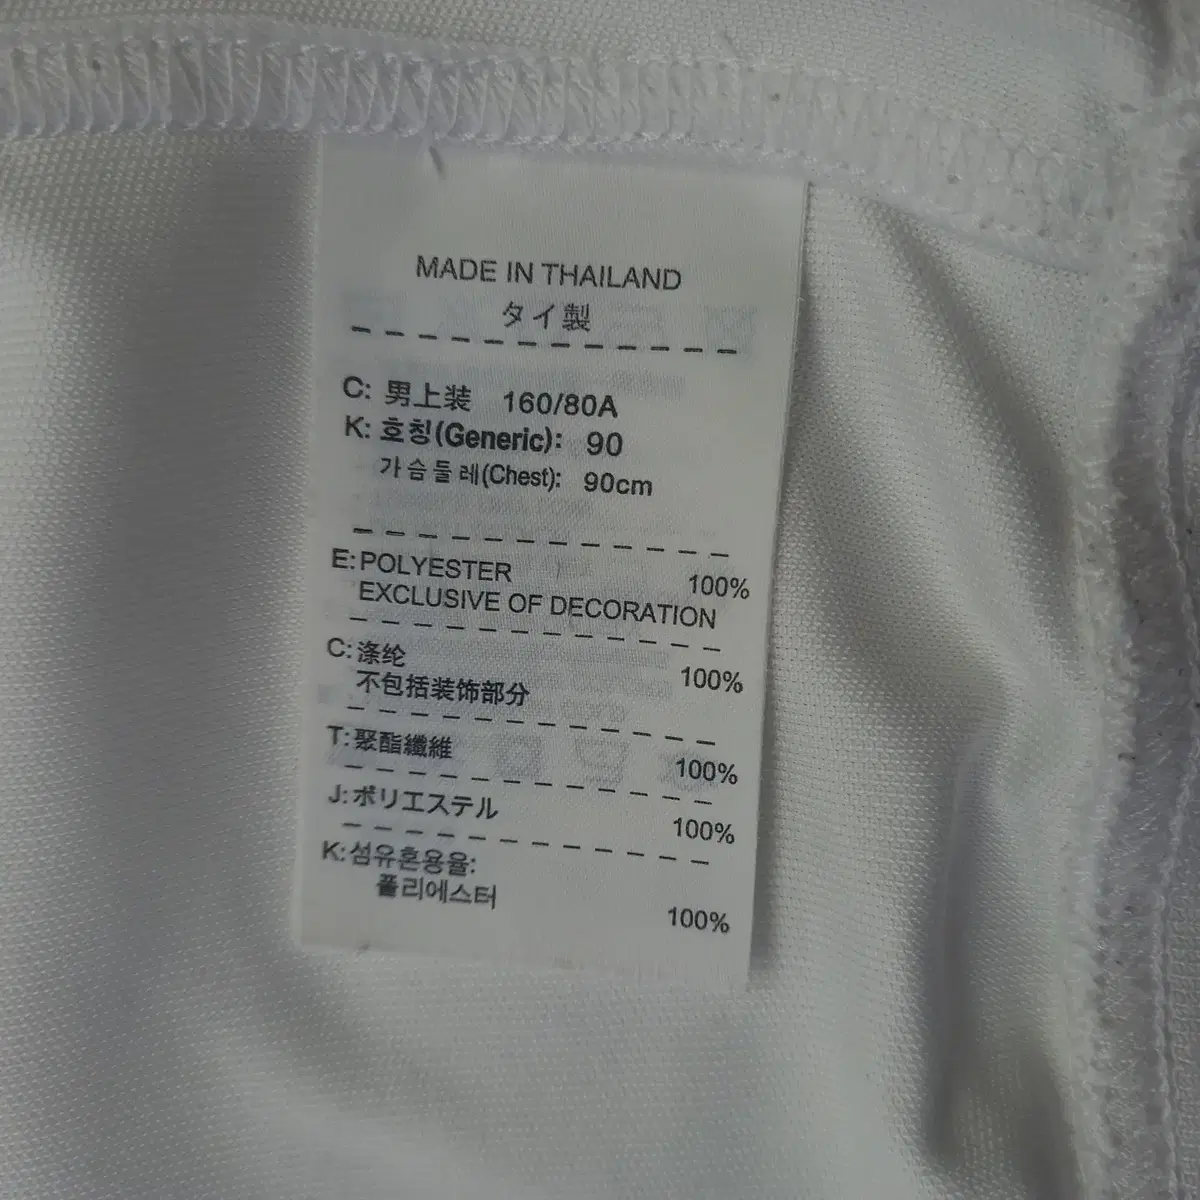 MADE IN THAILAND
タイ製
C: 男上装 160/80A
K: 호칭(Generic): 90
가슴둘레(Chest): 90cm
E:POLYESTER 100%
EXCLUSIVE OF DECORATION
C:涤纶 100%
不包括装饰部分
T:聚酯纖維 100%
J:ポリエステル 100%
K:섬유혼용율:
폴리에스터 100%